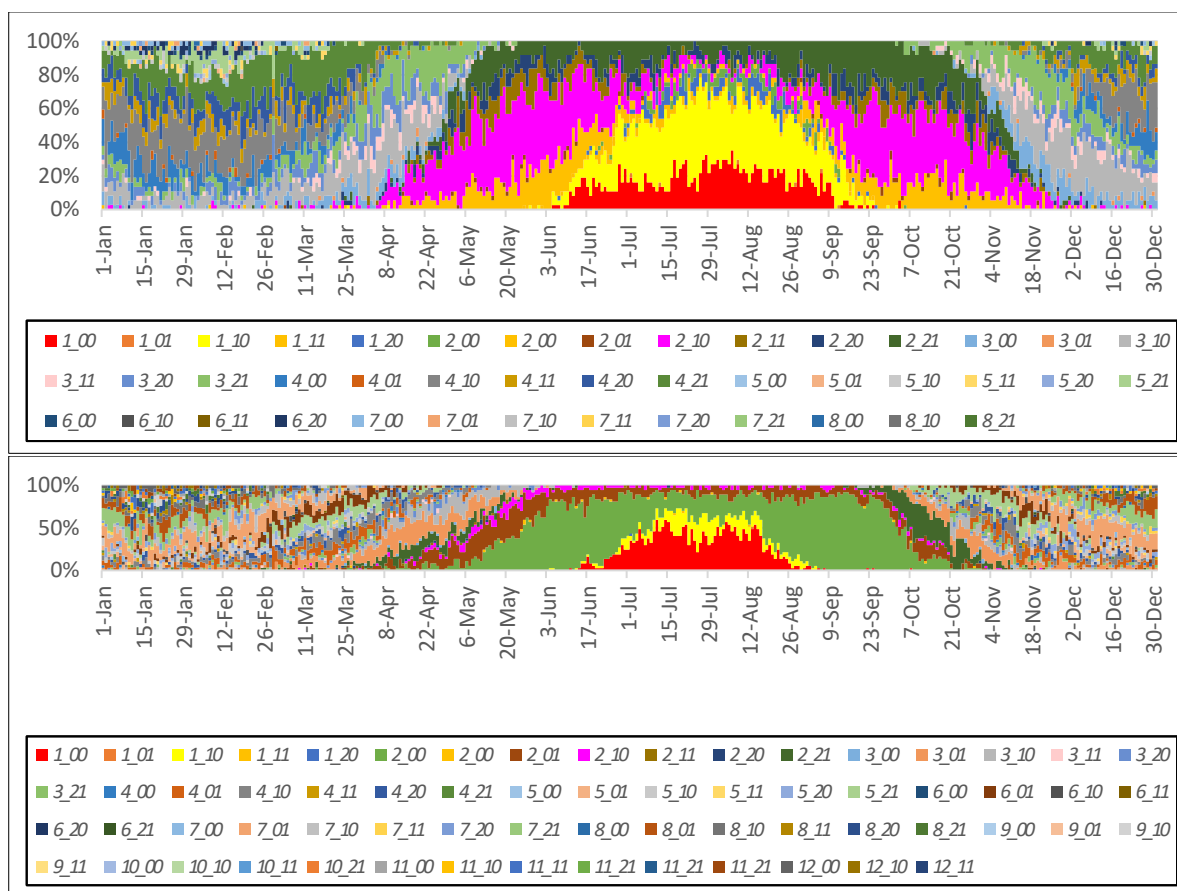 100%
80%
60%
40%
20%
0%
1-Jan 15-Jan 29-Jan 12-Feb 26-Feb 11-Mar 25-Mar 8-Apr 22-Apr 6-May 20-May 3-Jun 17-Jun 1-Jul 15-Jul 29-Jul 12-Aug 26-Aug 9-Sep 23-Sep 7-Oct 21-Oct 4-Nov 18-Nov 2-Dec 16-Dec 30-Dec
1_00 1_01 1_10 1_11 1_20 2_00 2_00 2_01 2_10 2_11 2_20 2_21 3_00 3_01 3_10
3_11 3_20 3_21 4_00 4_01 4_10 4_11 4_20 4_21 5_00 5_01 5_10 5_11 5_20 5_21
6_00 6_10 6_11 6_20 7_00 7_01 7_10 7_11 7_20 7_21 8_00 8_10 8_21
100%
50%
0%
1-Jan 15-Jan 29-Jan 12-Feb 26-Feb 11-Mar 25-Mar 8-Apr 22-Apr 6-May 20-May 3-Jun 17-Jun 1-Jul 15-Jul 29-Jul 12-Aug 26-Aug 9-Sep 23-Sep 7-Oct 21-Oct 4-Nov 18-Nov 2-Dec 16-Dec 30-Dec
1_00 1_01 1_10 1_11 1_20 2_00 2_00 2_01 2_10 2_11 2_20 2_21 3_00 3_01 3_10 3_11 3_20
3_21 4_00 4_01 4_10 4_11 4_20 4_21 5_00 5_01 5_10 5_11 5_20 5_21 6_00 6_01 6_10 6_11
6_20 6_21 7_00 7_01 7_10 7_11 7_20 7_21 8_00 8_01 8_10 8_11 8_20 8_21 9_00 9_01 9_10
9_11 10_00 10_10 10_11 10_21 11_00 11_10 11_11 11_21 11_21 11_21 12_00 12_10 12_11